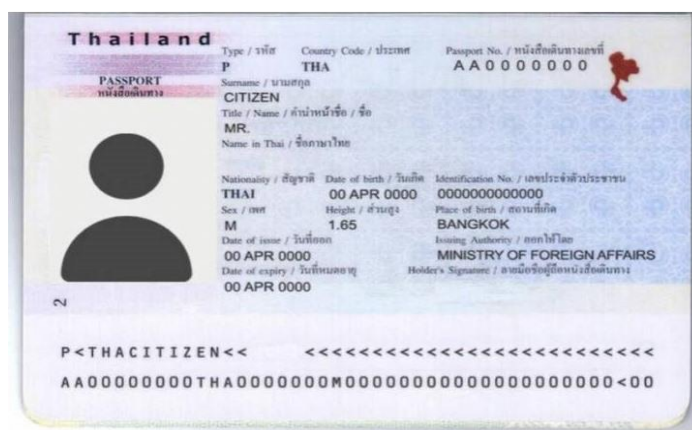 Thailand
PASSPORT
หนังสือเดินทาง
Type / รหัส Country Code / ประเทศ Passport No. / หนังสือเดินทางเลขที่
P THA AA0000000
Surname / นามสกุล
CITIZEN
Title / Name / คำนำหน้าชื่อ / ชื่อ
MR.
Name in Thai / ชื่อภาษาไทย
Nationality / สัญชาติ Date of birth / วันเกิด Identification No. / เลขประจำตัวประชาชน
THAI 00 APR 0000 0000000000000
Sex / เพศ Height / ส่วนสูง Place of birth / สถานที่เกิด
M 1.65 BANGKOK
Date of issue / วันที่ออก Issuing Authority / ออกให้โดย
00 APR 0000 MINISTRY OF FOREIGN AFFAIRS
Date of expiry / วันที่หมดอายุ Holder's Signature / ลายมือชื่อผู้ถือหนังสือเดินทาง
00 APR 0000
2
P<THACITIZEN<< <<<<<<<<<<<<<<<<<<<<<<<<<<
AA00000000THA0000000M0000000000000000000000<00